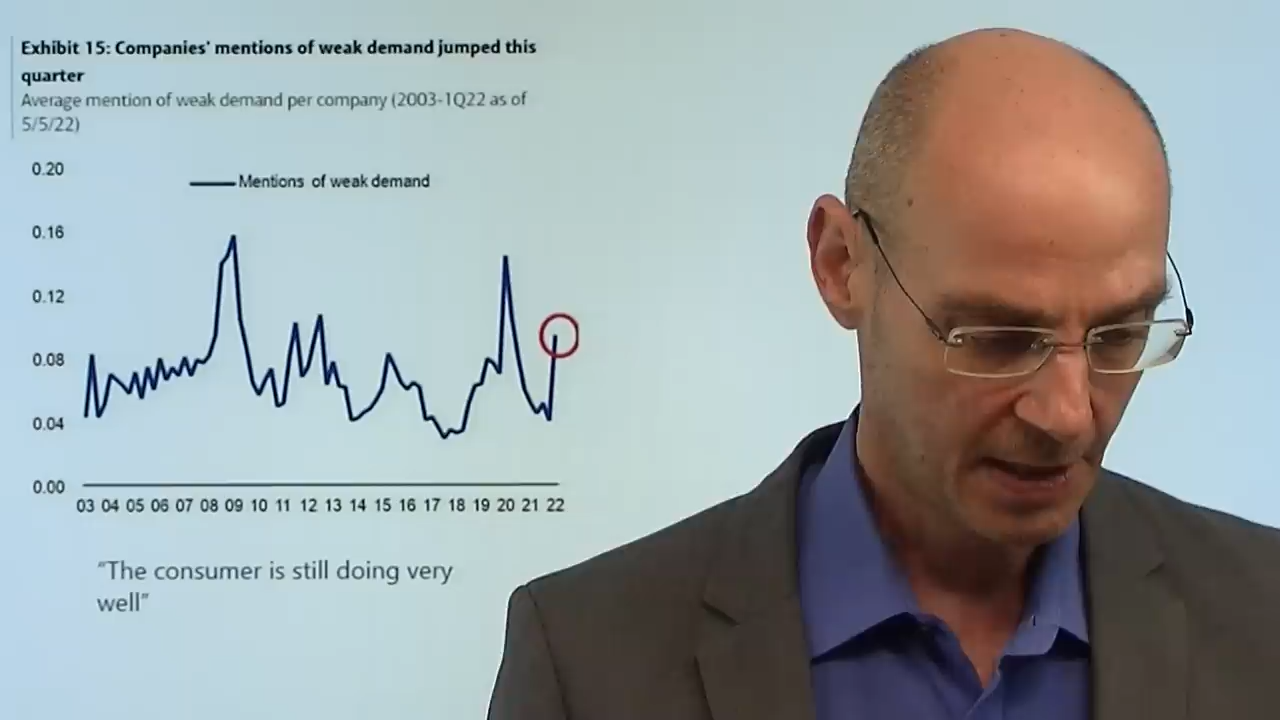 Exhibit 15: Companies' mentions of weak demand jumped this
quarter
Average mention of weak demand per company (2003-1Q22 as of
5/5/22)
0.20
Mentions of weak demand
0.16
0.12
0.08
0.04
0.00
03 04 05 06 07 08 09 10 11 12 13 14 15 16 17 18 19 20 21 22
"The consumer is still doing very
well"